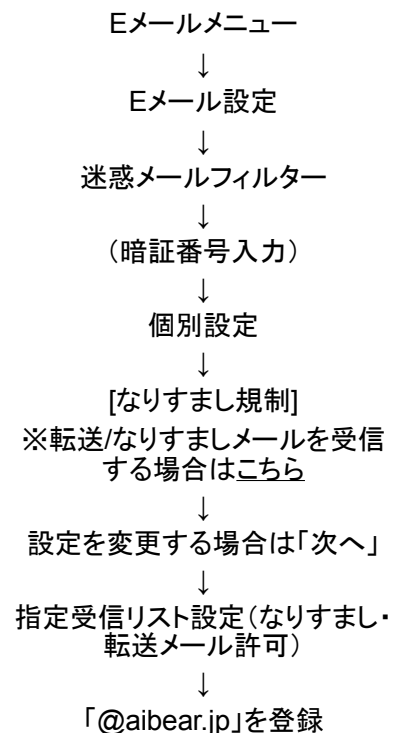 Eメールメニュー
↓
Eメール設定
↓
迷惑メールフィルター
↓
（暗証番号入力）
↓
個別設定
↓
[なりすまし規制]
※転送/なりすましメールを受信
する場合はこちら
↓
設定を変更する場合は「次へ」
↓
指定受信リスト設定（なりすまし・
転送メール許可）
↓
「@aibear.jp」を登録